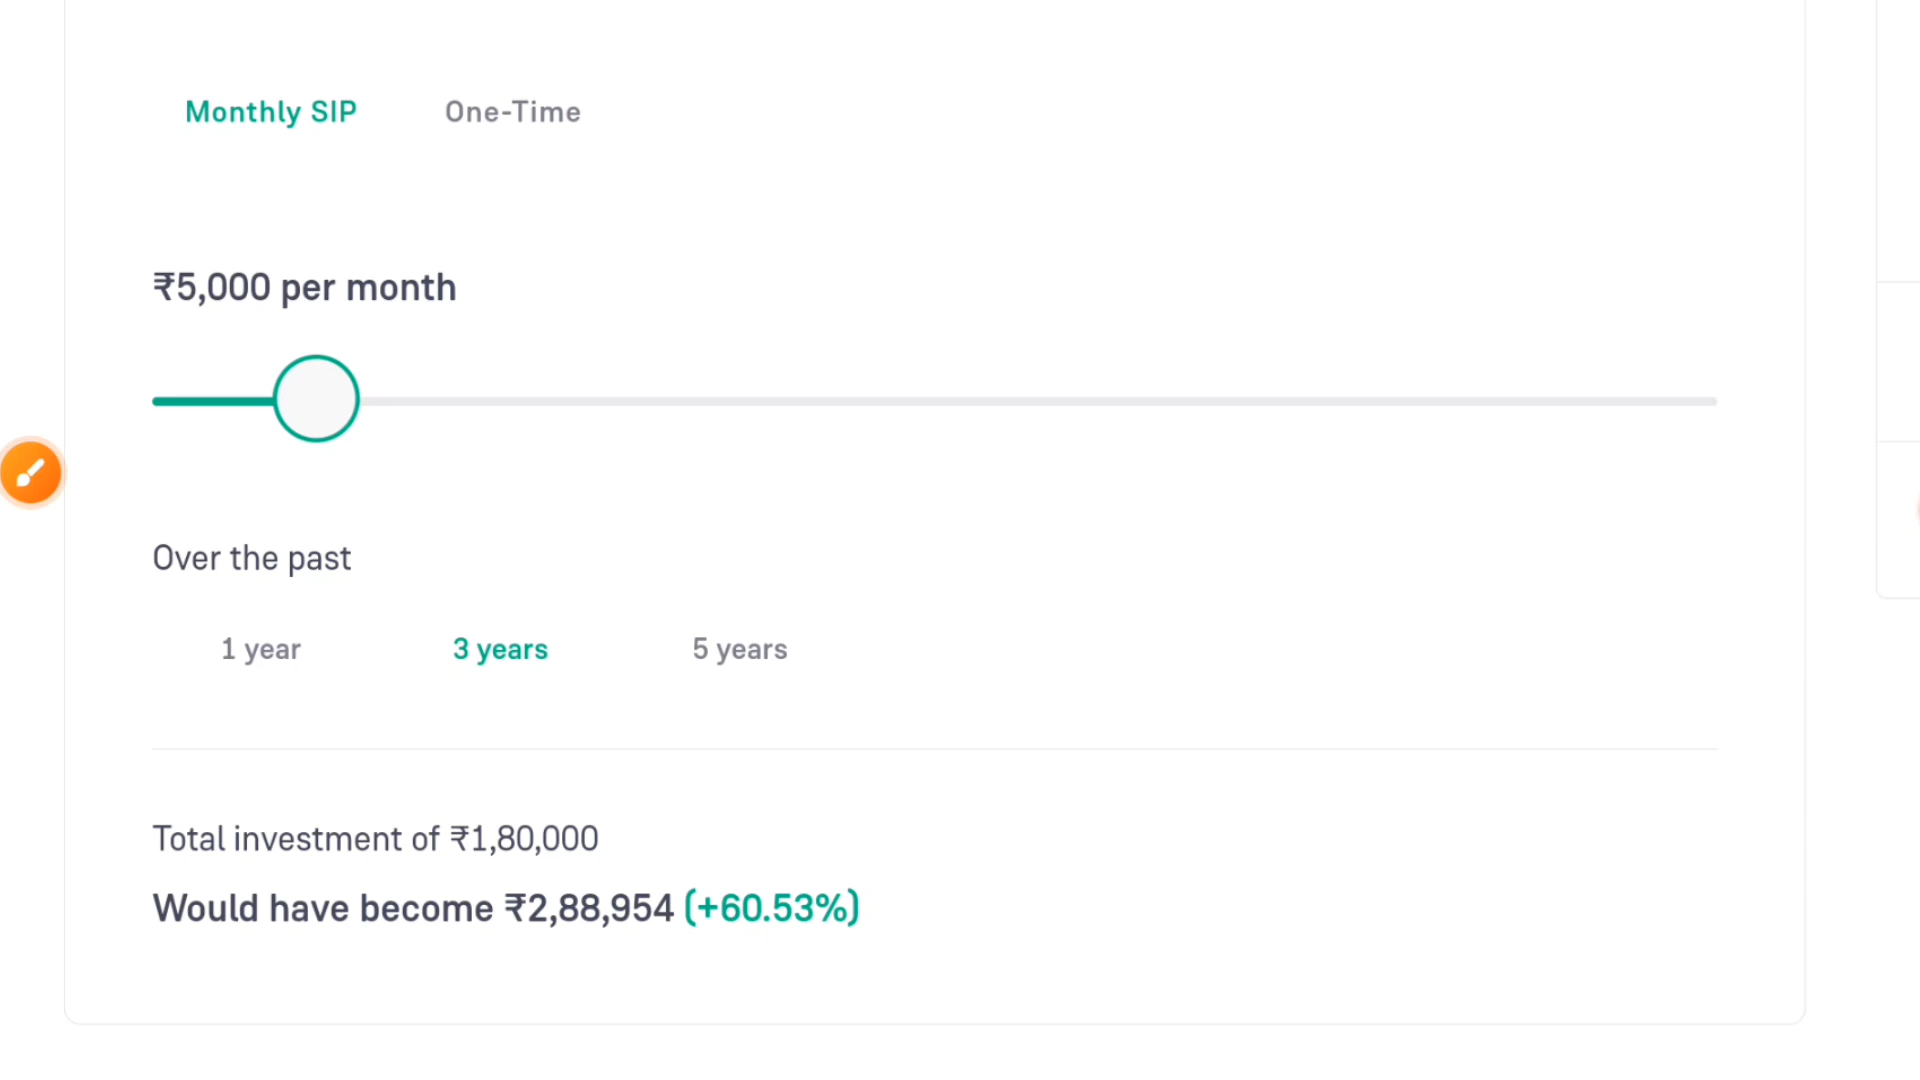 Monthly SIP One-Time
₹5,000 per month
Over the past
1 year 3 years 5 years
Total investment of ₹1,80,000
Would have become ₹2,88,954 (+60.53%)